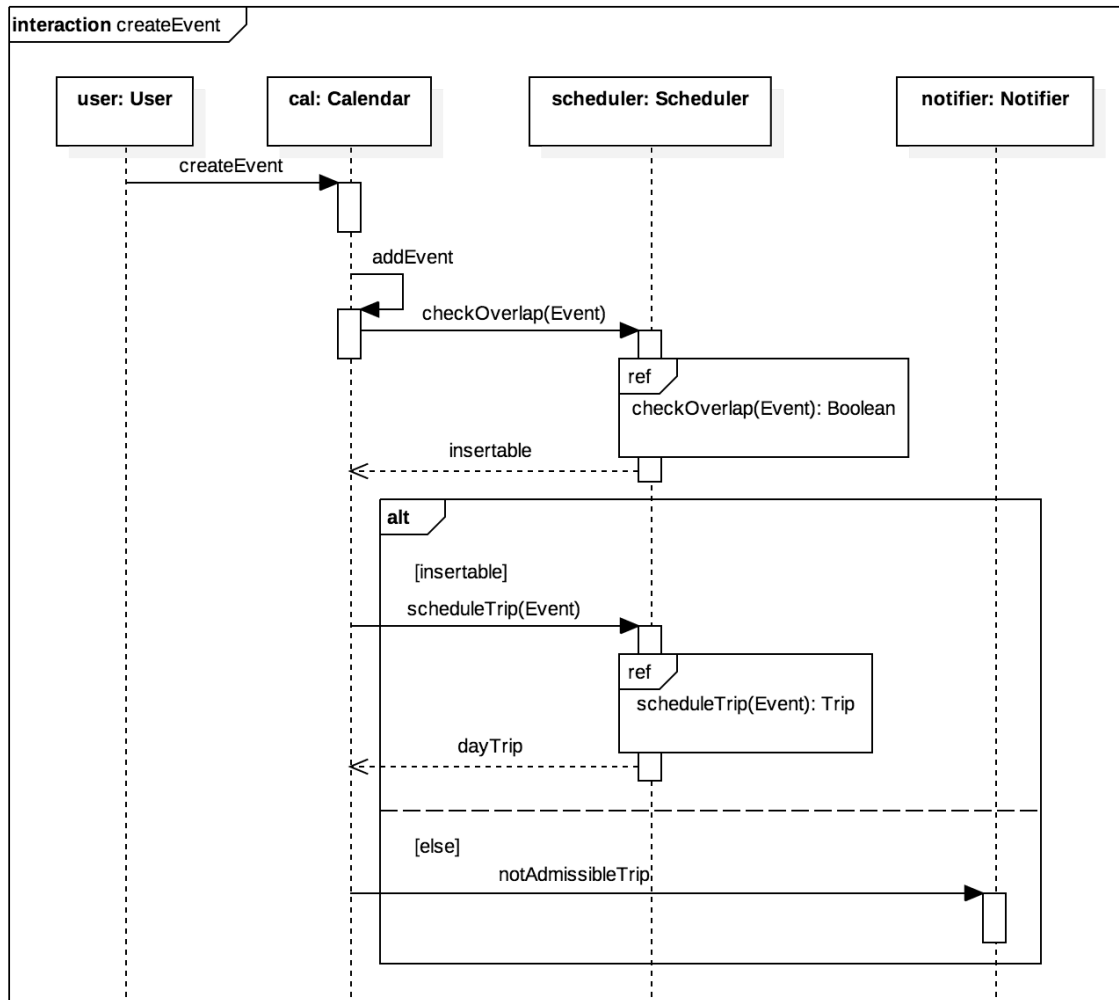 interaction createEvent
user: User
cal: Calendar
scheduler: Scheduler
notifier: Notifier
createEvent
addEvent
checkOverlap(Event)
ref
checkOverlap(Event): Boolean
insertable
alt
[insertable]
scheduleTrip(Event)
ref
scheduleTrip(Event): Trip
dayTrip
[else]
notAdmissibleTrip